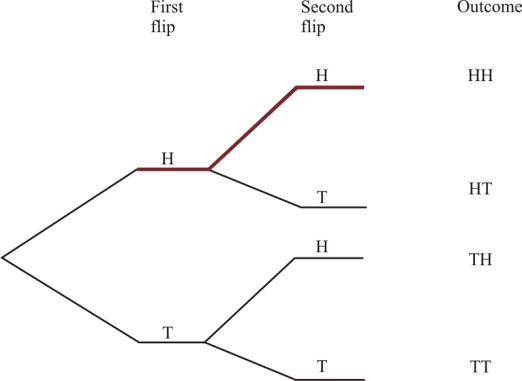 First flip
Second flip
Outcome
H
HH
H
T
HT
H
TH
T
T
TT